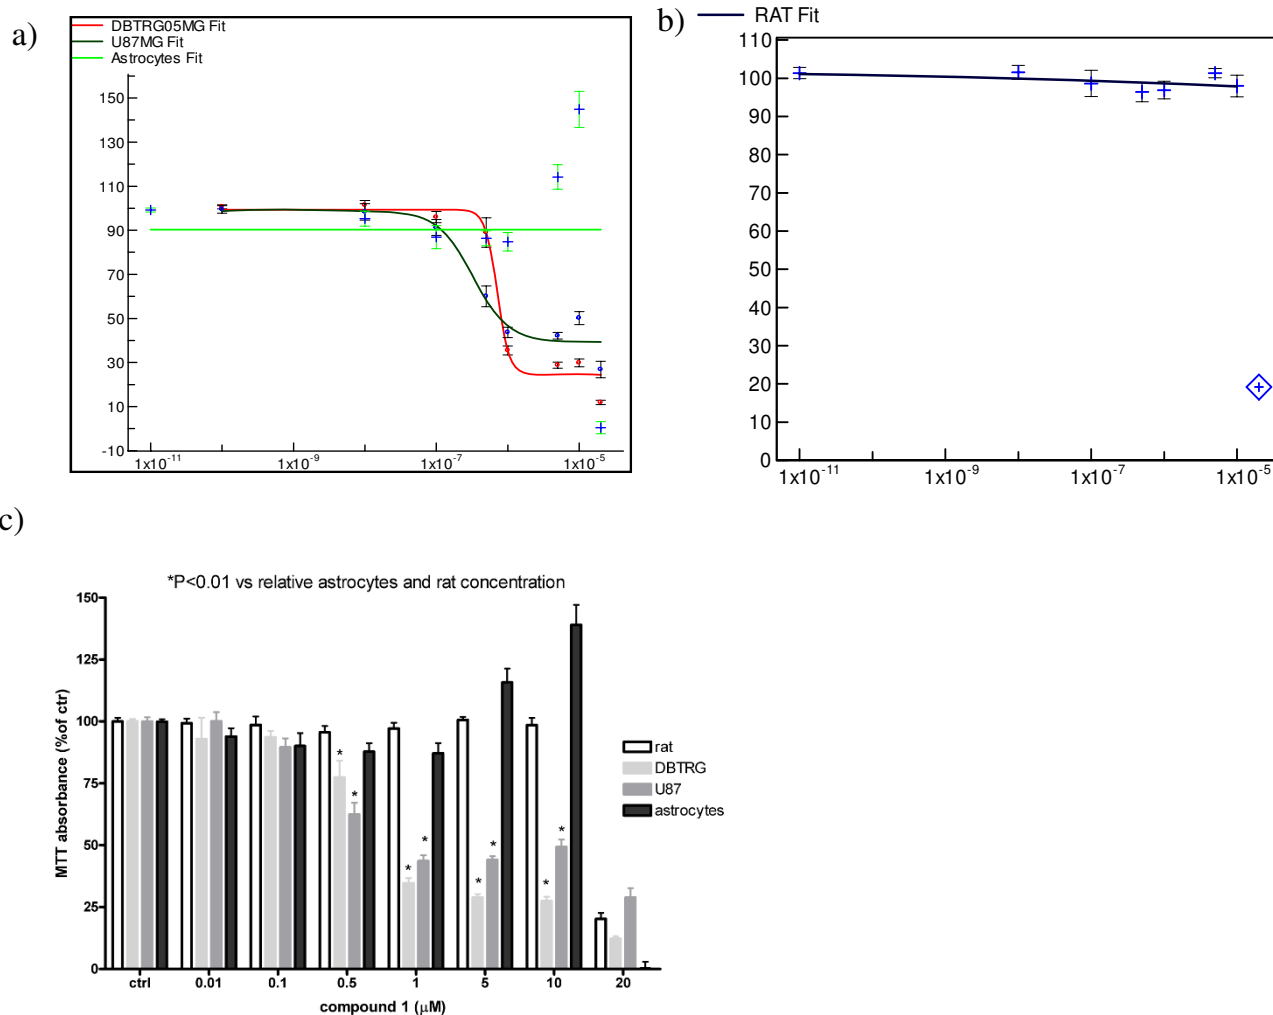 a)
DBTRG05MG Fit
U87MG Fit
Astrocytes Fit
150
130
110
90
70
50
30
10
-10
1x10⁻¹¹
1x10⁻⁹
1x10⁻⁷
1x10⁻⁵
b)
RAT Fit
110
100
90
80
70
60
50
40
30
20
10
0
1x10⁻¹¹
1x10⁻⁹
1x10⁻⁷
1x10⁻⁵
c)
*P<0.01 vs relative astrocytes and rat concentration
MTT absorbance (%of ctr)
150
125
100
75
50
25
0
* * * * * * * *
rat
DBTRG
U87
astrocytes
ctrl 0.01 0.1 0.5 1 5 10 20
compound 1 (μM)